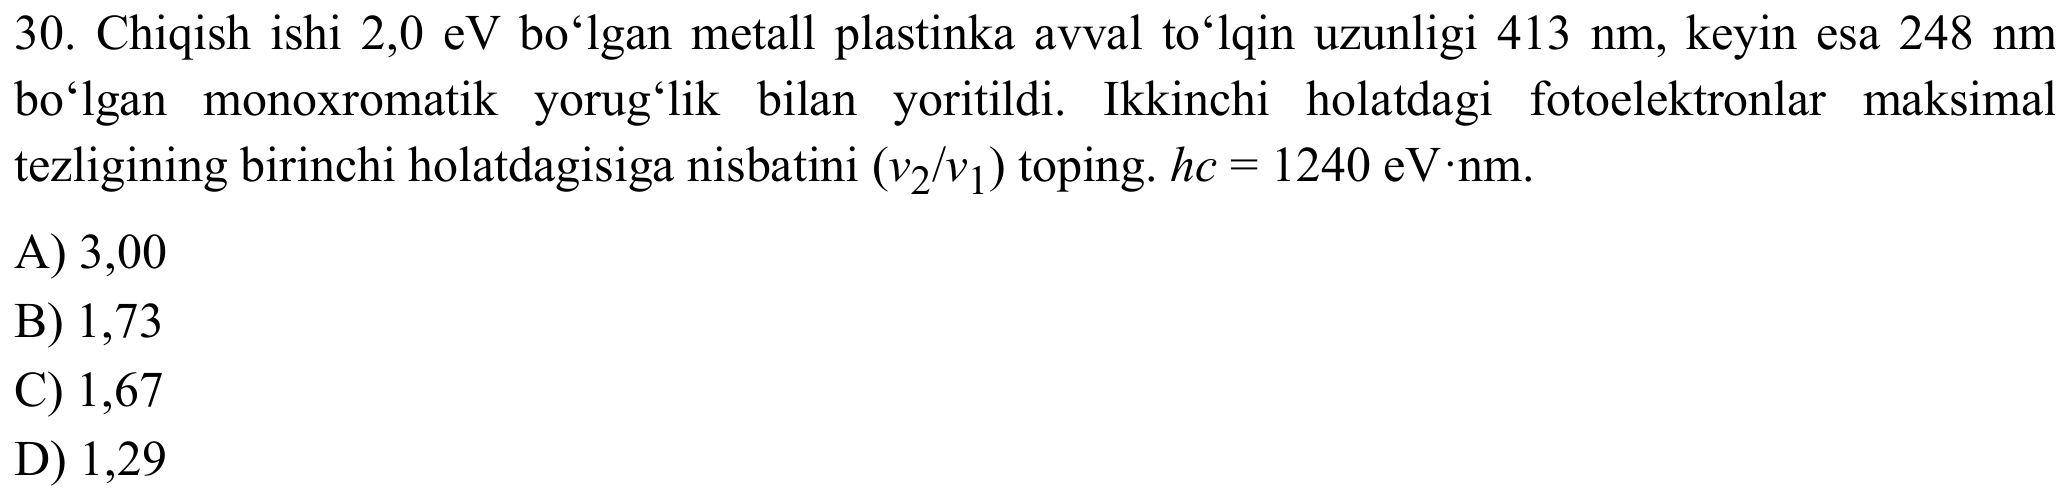 30. Chiqish ishi 2,0 eV bo‘lgan metall plastinka avval to‘lqin uzunligi 413 nm, keyin esa 248 nm
bo‘lgan monoxromatik yorug‘lik bilan yoritildi. Ikkinchi holatdagi fotoelektronlar maksimal
tezligining birinchi holatdagisiga nisbatini (v₂/v₁) toping. hc = 1240 eV·nm.
A) 3,00
B) 1,73
C) 1,67
D) 1,29